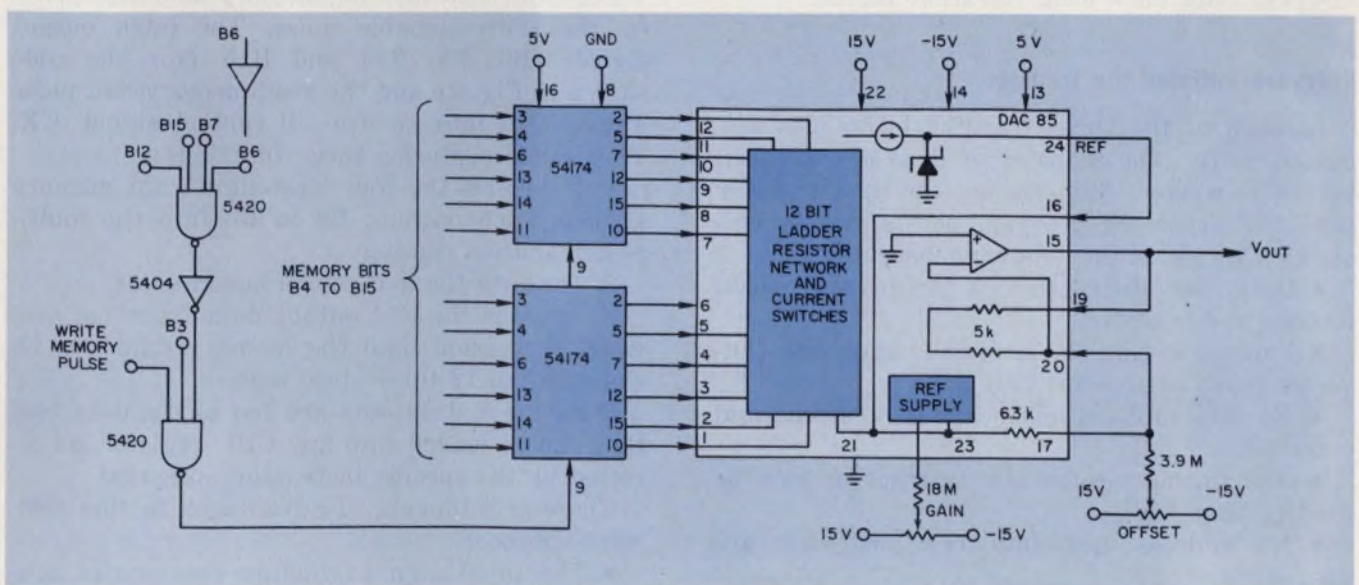 B6
B15 B7
B12 B6
5420
5404
B3
WRITE
MEMORY
PULSE
5420
MEMORY BITS
B4 TO B15
5V GND
16 8
3 2
4 5
6 7
13 12
14 15
11 10
54174
9
3 2
4 5
6 7
13 12
14 15
11 10
54174
9
12
11
10
9
8
7
6
5
4
3
2
1
12 BIT
LADDER
RESISTOR
NETWORK
AND
CURRENT
SWITCHES
15V -15V 5V
22 14 13
DAC 85
24 REF
16
+
15
VOUT
19
5 k
20
REF
SUPPLY
6.3 k
21 23 17
18M
GAIN
15V -15V
3.9 M
15V -15V
OFFSET